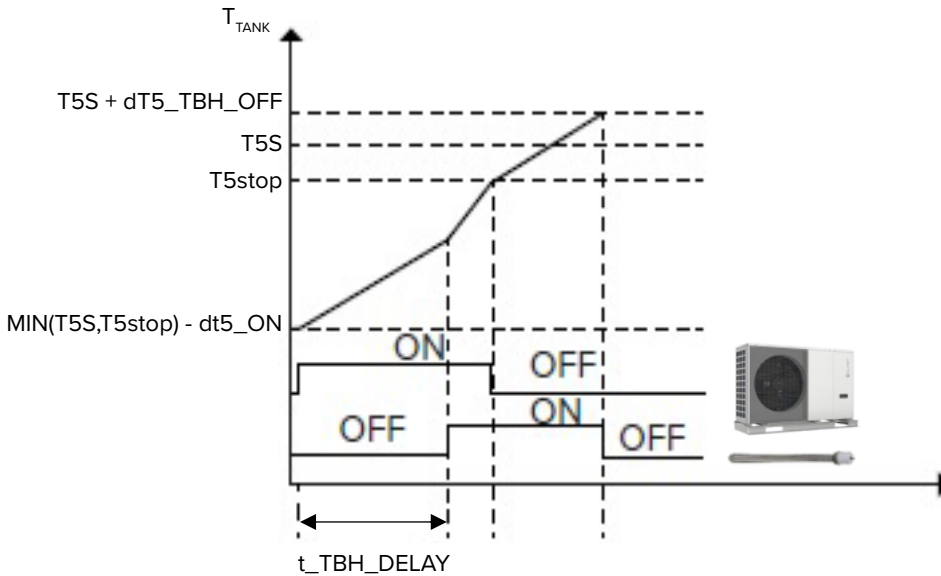 T_TANK
T5S + dT5_TBH_OFF
T5S
T5stop
MIN(T5S,T5stop) - dt5_ON
ON
OFF
ON
OFF
OFF
t_TBH_DELAY